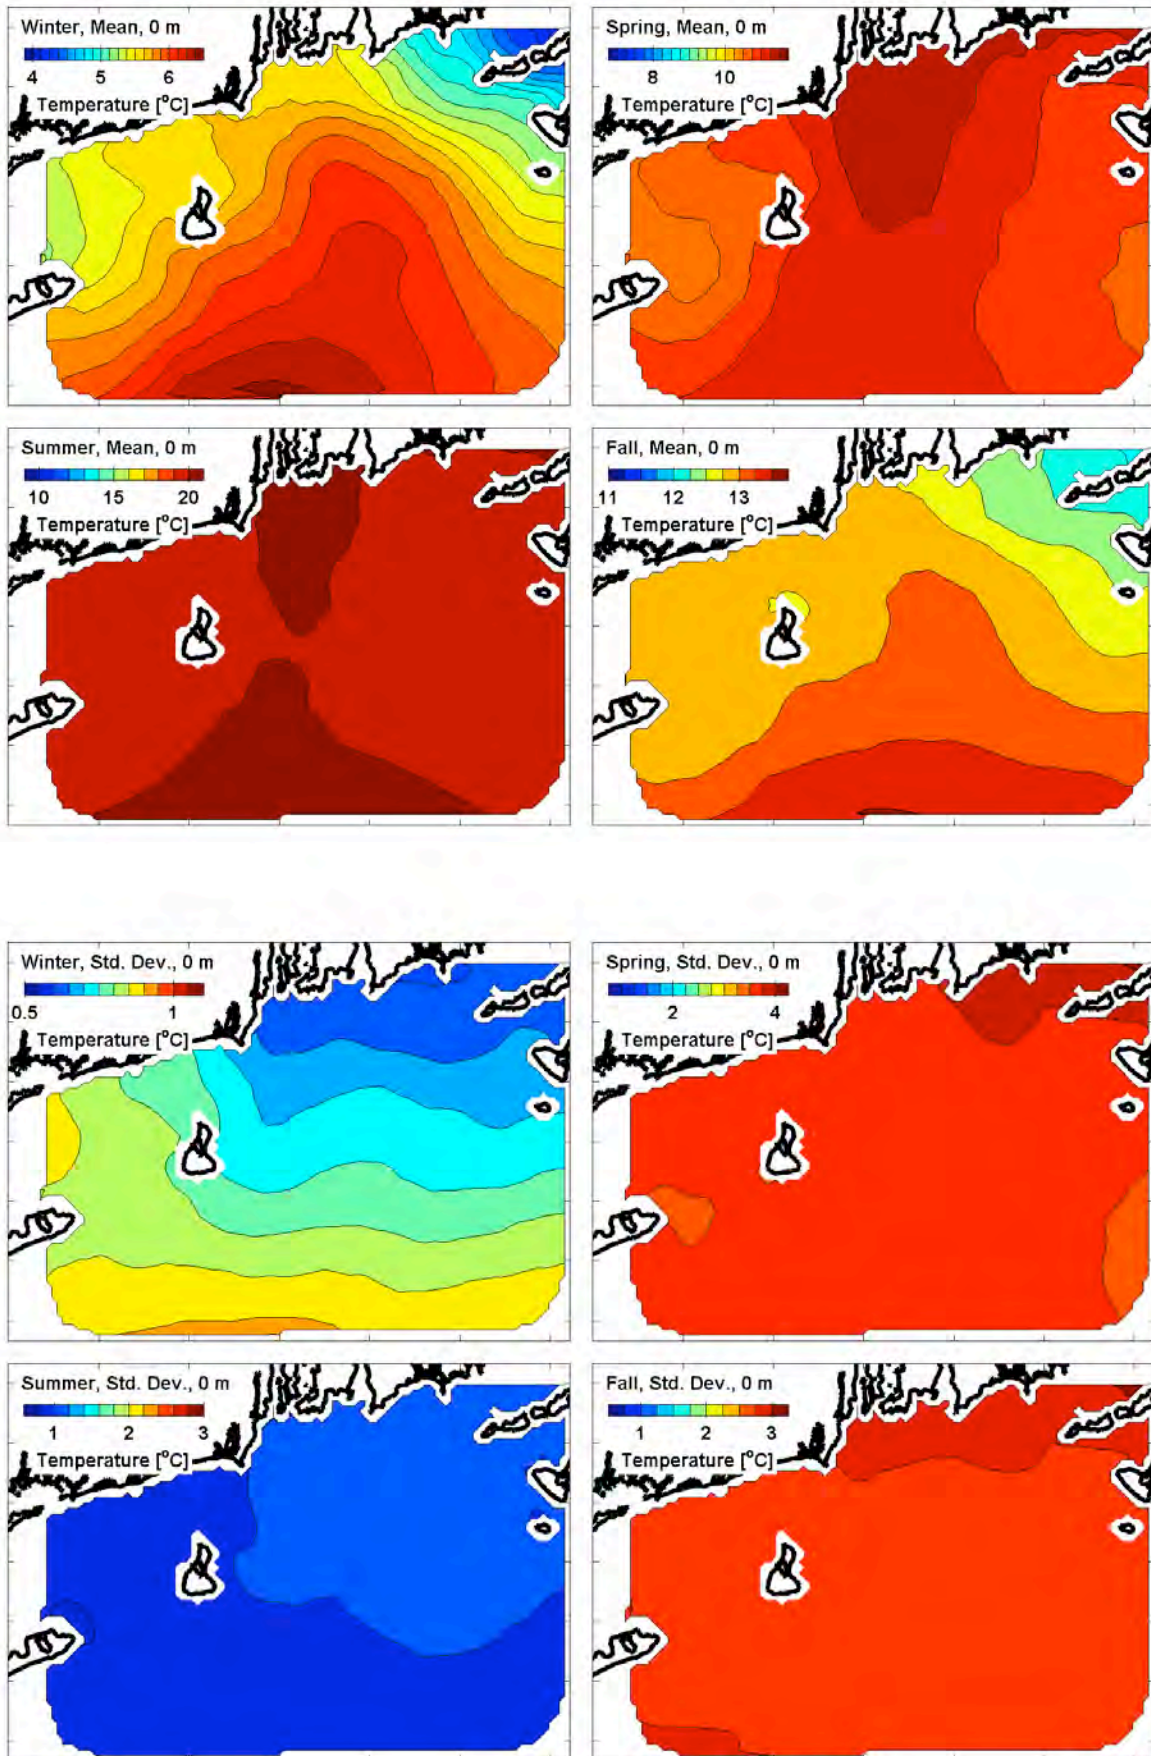 Winter, Mean, 0 m
4 5 6
Temperature [°C]
Spring, Mean, 0 m
8 10
Temperature [°C]
Summer, Mean, 0 m
10 15 20
Temperature [°C]
Fall, Mean, 0 m
11 12 13
Temperature [°C]
Winter, Std. Dev., 0 m
0.5 1
Temperature [°C]
Spring, Std. Dev., 0 m
2 4
Temperature [°C]
Summer, Std. Dev., 0 m
1 2 3
Temperature [°C]
Fall, Std. Dev., 0 m
1 2 3
Temperature [°C]